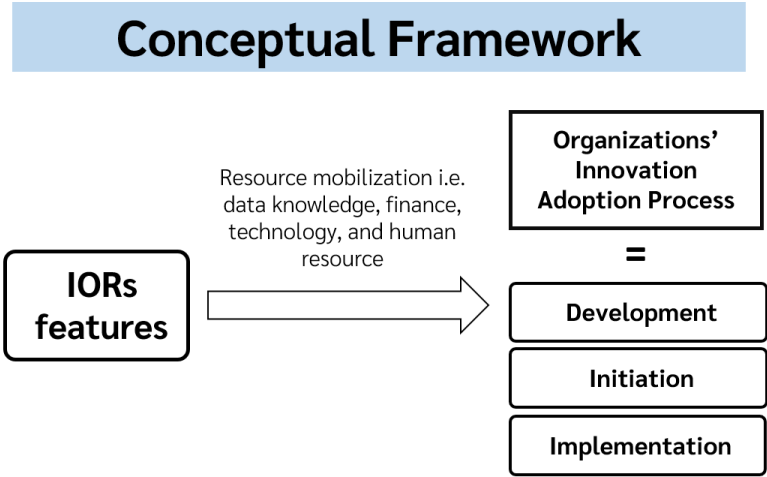 Conceptual Framework
Organizations’
Innovation
Adoption Process
Resource mobilization i.e.
data knowledge, finance,
technology, and human
resource
=
IORs
features
Development
Initiation
Implementation